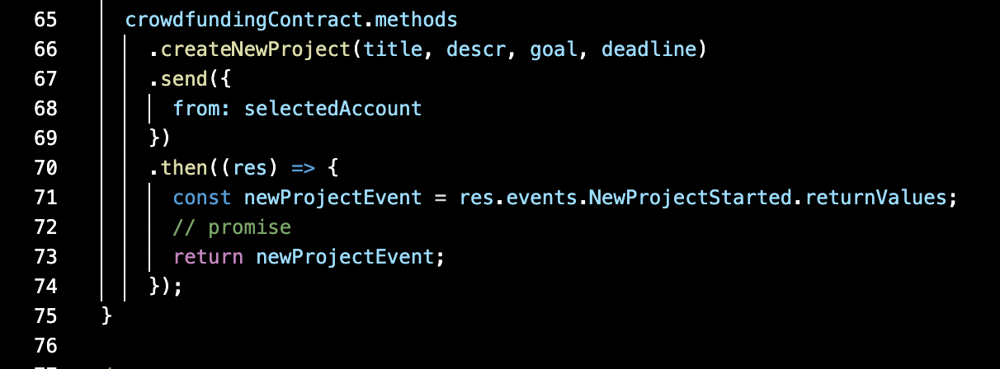 65 crowdfundingContract.methods
66 .createNewProject(title, descr, goal, deadline)
67 .send({
68 from: selectedAccount
69 })
70 .then((res) => {
71 const newProjectEvent = res.events.NewProjectStarted.returnValues;
72 // promise
73 return newProjectEvent;
74 });
75 }
76